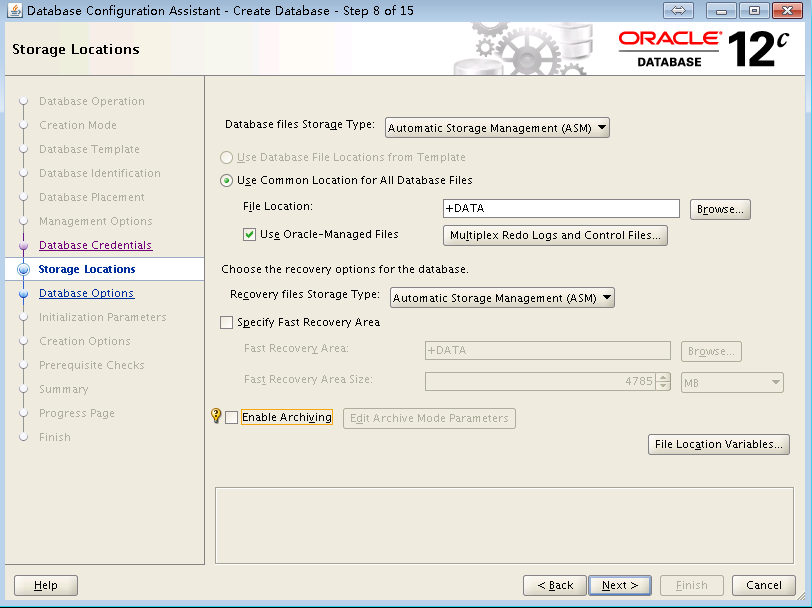 Database Configuration Assistant - Create Database - Step 8 of 15
Storage Locations
ORACLE®
DATABASE
12c
Database Operation
Creation Mode
Database Template
Database Identification
Database Placement
Management Options
Database Credentials
Storage Locations
Database Options
Initialization Parameters
Creation Options
Prerequisite Checks
Summary
Progress Page
Finish
Database files Storage Type: Automatic Storage Management (ASM)
Use Database File Locations from Template
Use Common Location for All Database Files
File Location: +DATA Browse...
Use Oracle-Managed Files Multiplex Redo Logs and Control Files...
Choose the recovery options for the database.
Recovery files Storage Type: Automatic Storage Management (ASM)
Specify Fast Recovery Area
Fast Recovery Area: +DATA Browse...
Fast Recovery Area Size: 4785 MB
Enable Archiving Edit Archive Mode Parameters
File Location Variables...
Help < Back Next > Finish Cancel